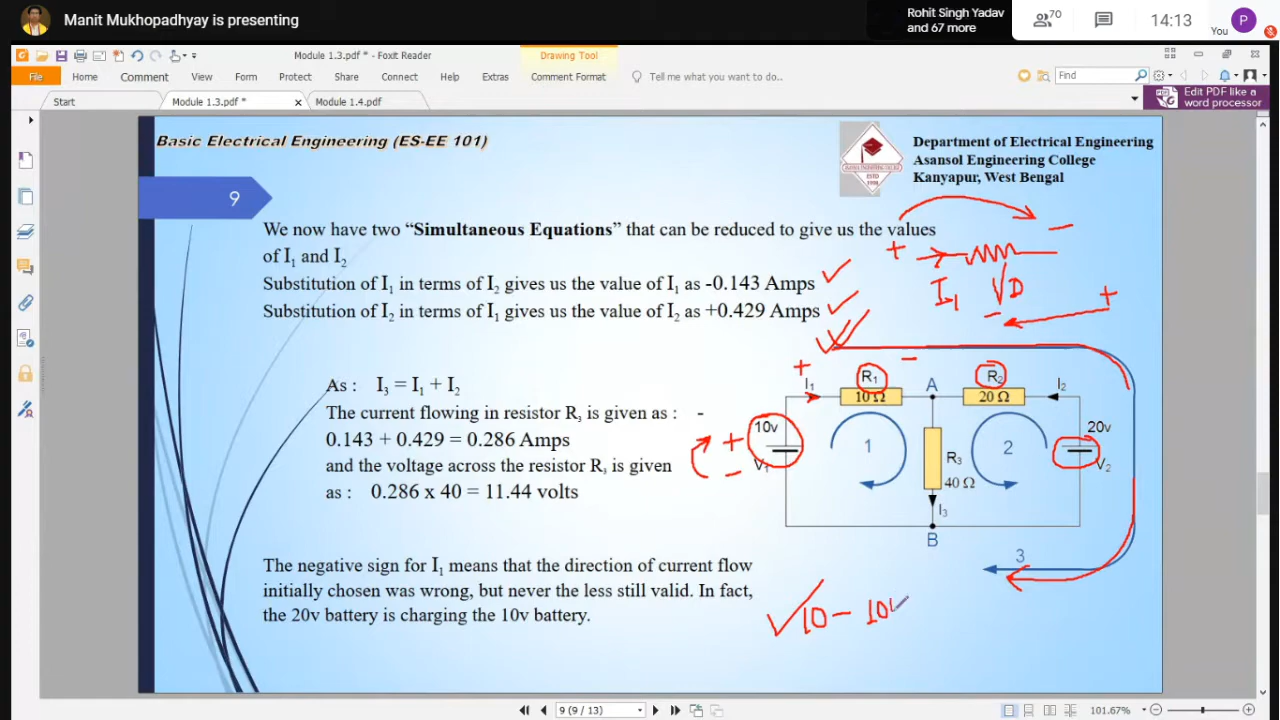 Manit Mukhopadhyay is presenting
Rohit Singh Yadav
and 67 more
70
14:13
You
P
Module 1.3.pdf * - Foxit Reader
Drawing Tool
File
Home
Comment
View
Form
Protect
Share
Connect
Help
Extras
Comment Format
Tell me what you want to do...
Find
Start
Module 1.3.pdf *
Module 1.4.pdf
Edit PDF like a
word processor
Basic Electrical Engineering (ES-EE 101)
Department of Electrical Engineering
Asansol Engineering College
Kanyapur, West Bengal
9
We now have two “Simultaneous Equations” that can be reduced to give us the values
of I₁ and I₂
Substitution of I₁ in terms of I₂ gives us the value of I₁ as -0.143 Amps
Substitution of I₂ in terms of I₁ gives us the value of I₂ as +0.429 Amps
As : I₃ = I₁ + I₂
The current flowing in resistor R₃ is given as : -
0.143 + 0.429 = 0.286 Amps
and the voltage across the resistor R₃ is given
as : 0.286 x 40 = 11.44 volts
The negative sign for I₁ means that the direction of current flow
initially chosen was wrong, but never the less still valid. In fact,
the 20v battery is charging the 10v battery.
+ -
I₁ VD
- +
+ -
I₁ R₁ A R₂ I₂
10 Ω 20 Ω
10v 20v
+
-
1 2
V₁ R₃ V₂
40 Ω
I₃
B
3
10 - 10
9 (9 / 13)
101.67%